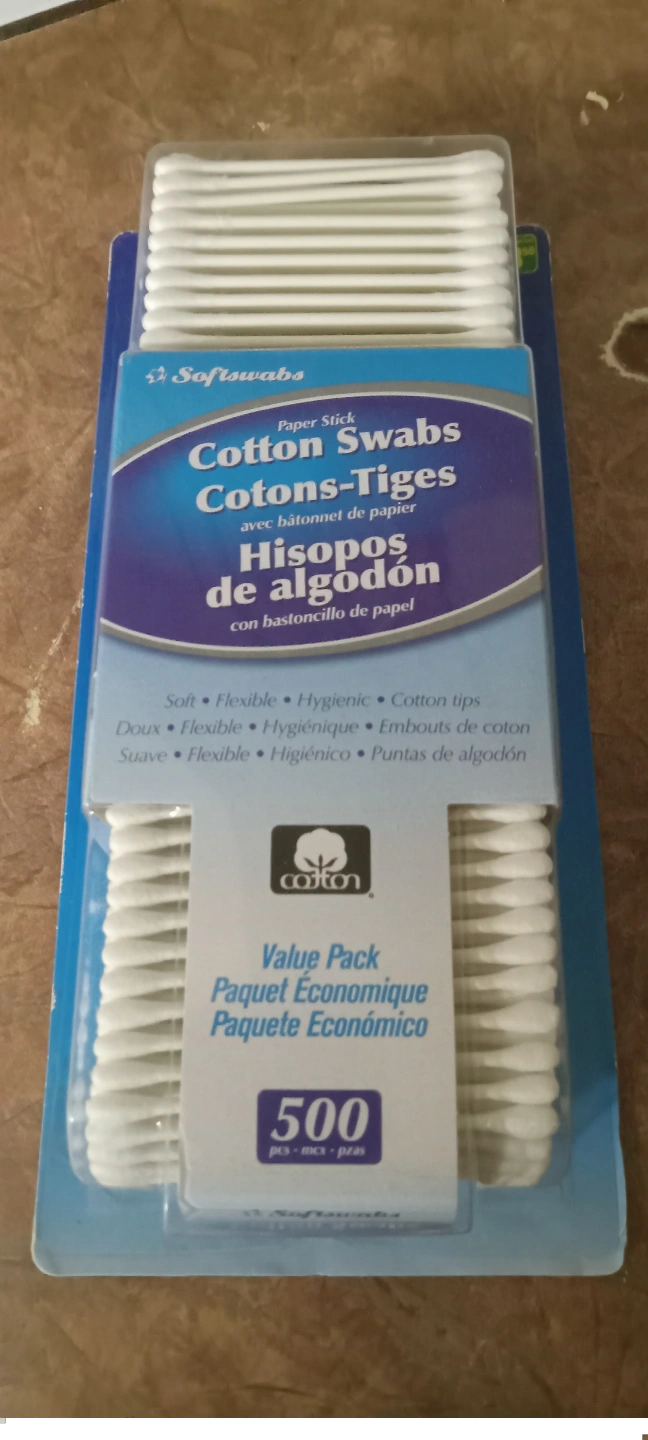 Softswabs
Paper Stick
Cotton Swabs
Cotons-Tiges
avec bâtonnet de papier
Hisopos
de algodón
con bastoncillo de papel
Soft • Flexible • Hygienic • Cotton tips
Doux • Flexible • Hygiénique • Embouts de coton
Suave • Flexible • Higiénico • Puntas de algodón
cotton
Value Pack
Paquet Économique
Paquete Económico
500
pcs - mcx - pzas
Softswabs